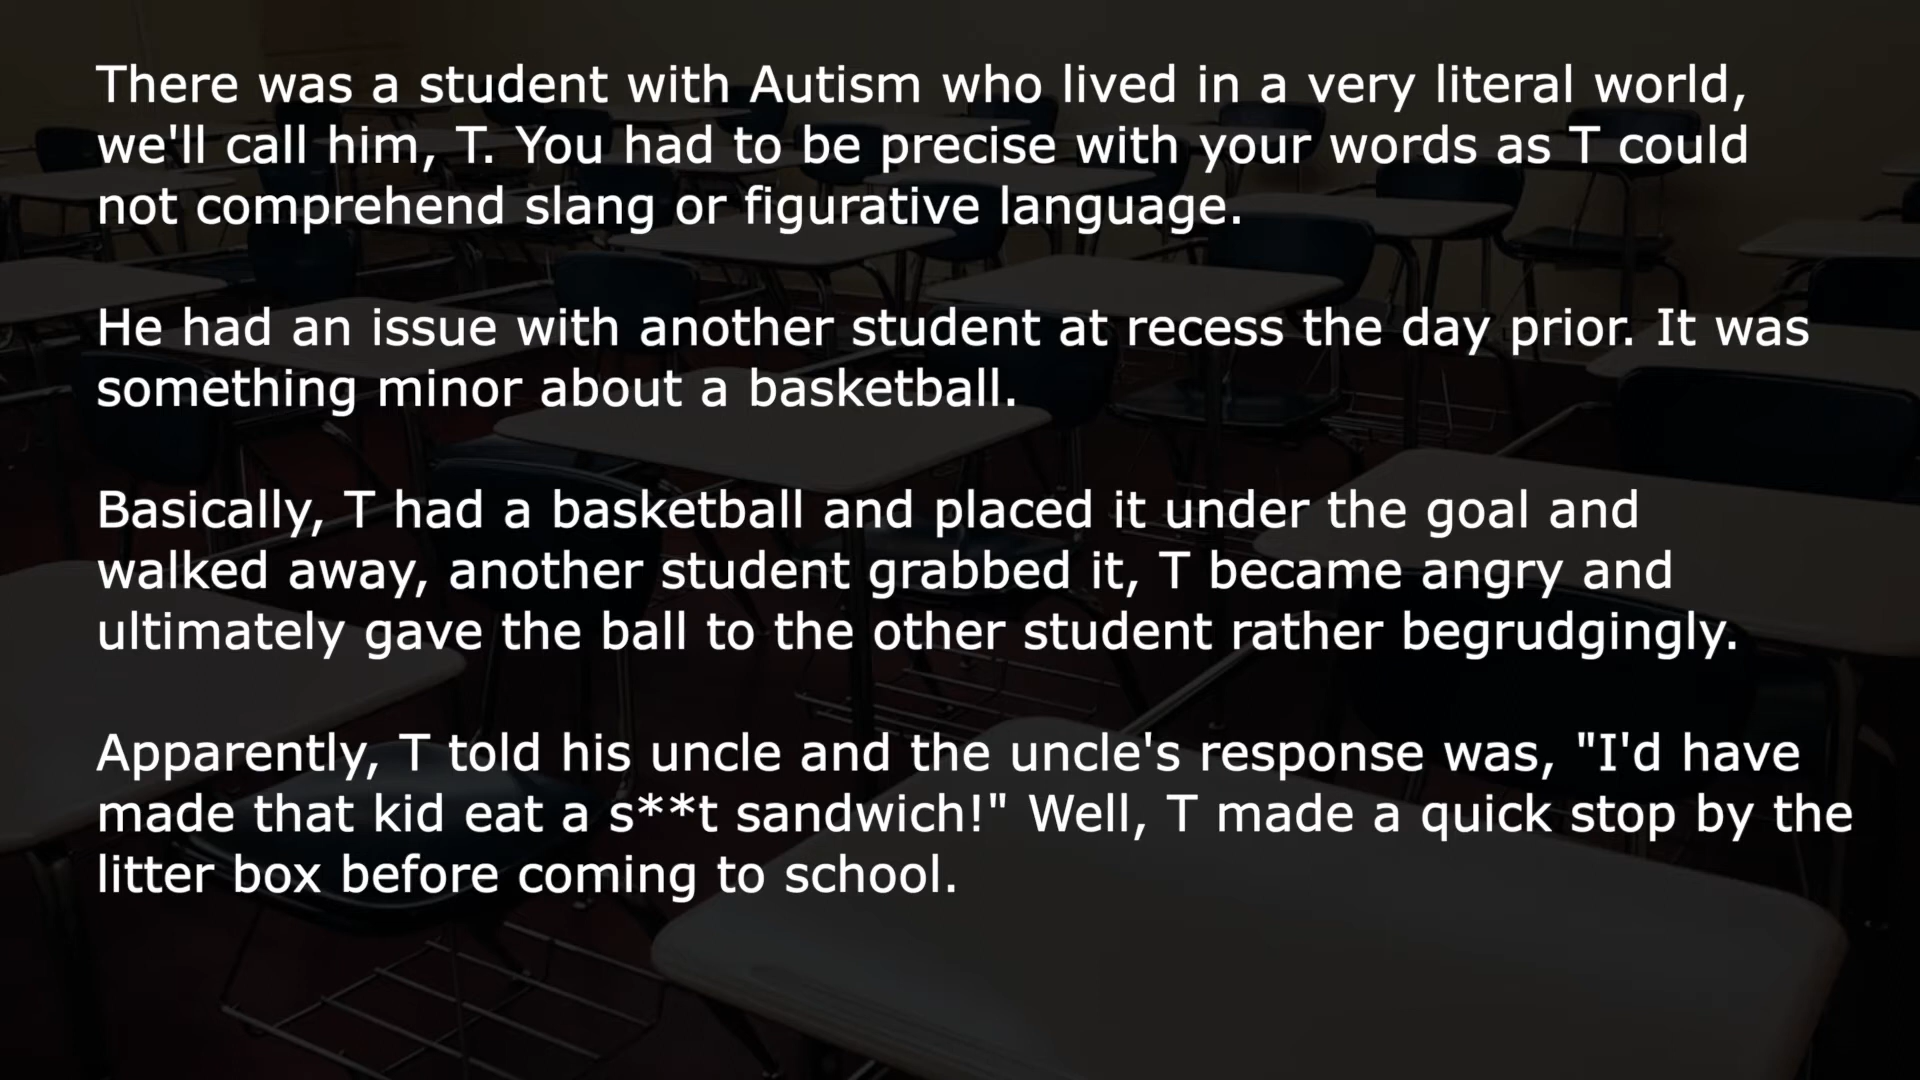 There was a student with Autism who lived in a very literal world,
we'll call him, T. You had to be precise with your words as T could
not comprehend slang or figurative language.
He had an issue with another student at recess the day prior. It was
something minor about a basketball.
Basically, T had a basketball and placed it under the goal and
walked away, another student grabbed it, T became angry and
ultimately gave the ball to the other student rather begrudgingly.
Apparently, T told his uncle and the uncle's response was, "I'd have
made that kid eat a s**t sandwich!" Well, T made a quick stop by the
litter box before coming to school.